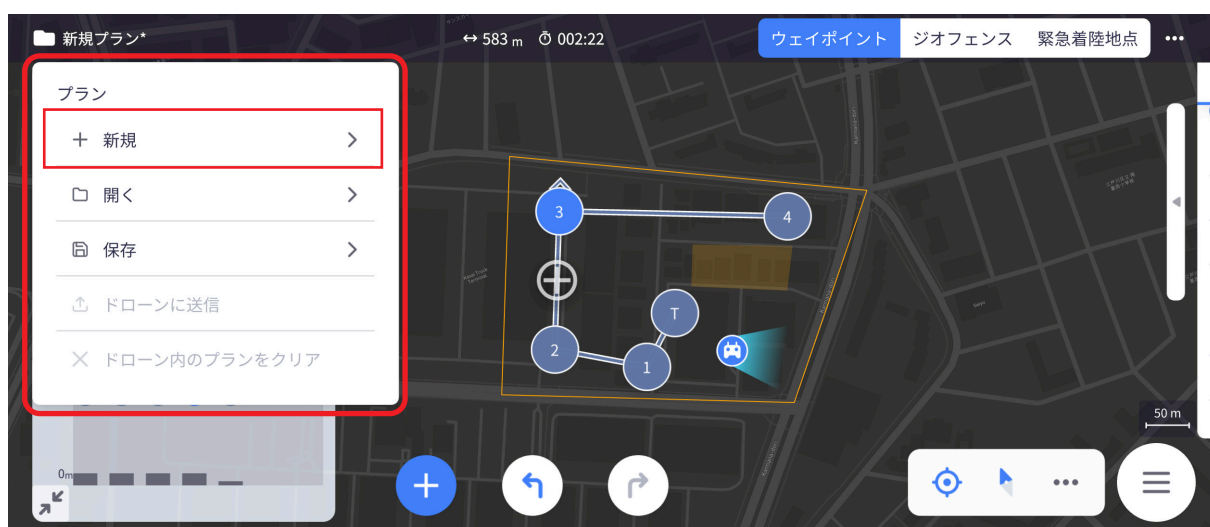 新規プラン*
583 m 002:22
ウェイポイント ジオフェンス 緊急着陸地点
プラン
新規
開く
保存
ドローンに送信
ドローン内のプランをクリア
3
4
T
2
1
50 m
0m